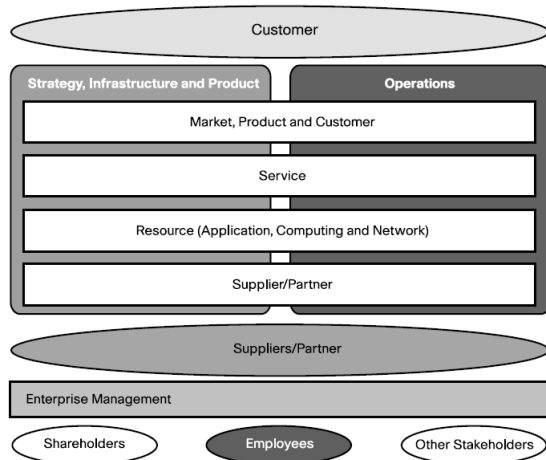 Customer
Strategy, Infrastructure and Product
Operations
Market, Product and Customer
Service
Resource (Application, Computing and Network)
Supplier/Partner
Suppliers/Partner
Enterprise Management
Shareholders
Employees
Other Stakeholders